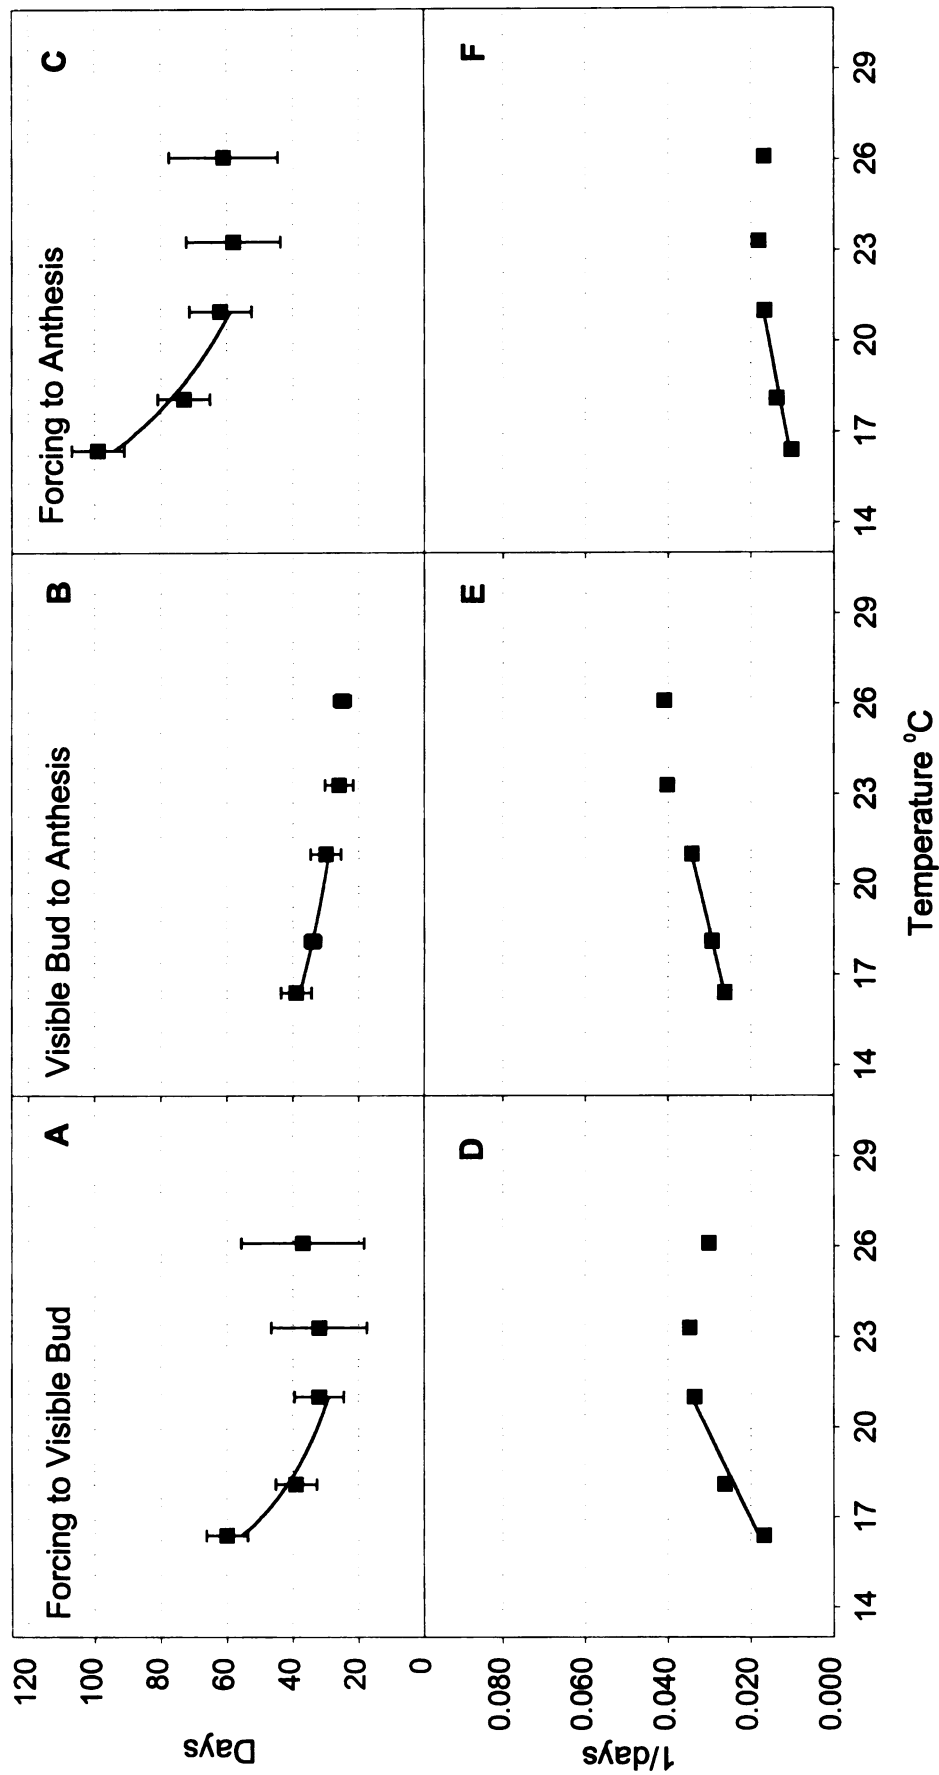 Forcing to Visible Bud
A
Visible Bud to Anthesis
B
Forcing to Anthesis
C
Days
120
100
80
60
40
20
0
D
E
F
1/days
0.080
0.060
0.040
0.020
0.000
14 17 20 23 26 29
14 17 20 23 26 29
14 17 20 23 26 29
Temperature ⁰C